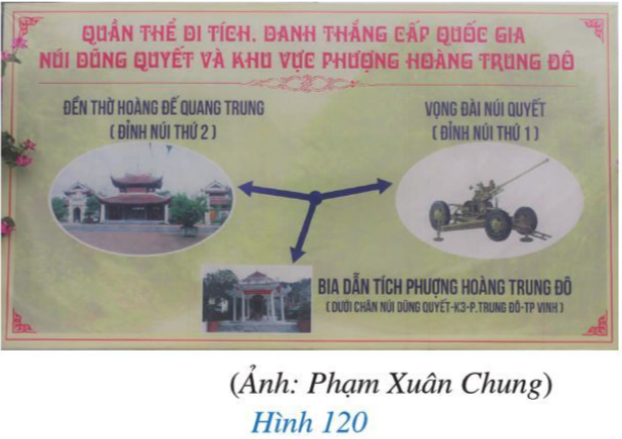 QUẦN THỂ DI TÍCH, DANH THẮNG CẤP QUỐC GIA
NÚI DŨNG QUYẾT VÀ KHU VỰC PHƯỢNG HOÀNG TRUNG ĐÔ
ĐỀN THỜ HOÀNG ĐẾ QUANG TRUNG
( ĐỈNH NÚI THỨ 2 )
VỌNG ĐÀI NÚI QUYẾT
( ĐỈNH NÚI THỨ 1 )
BIA DẪN TÍCH PHƯỢNG HOÀNG TRUNG ĐÔ
( DƯỚI CHÂN NÚI DŨNG QUYẾT-K3-P.TRUNG ĐÔ-TP VINH )
(Ảnh: Phạm Xuân Chung)
Hình 120